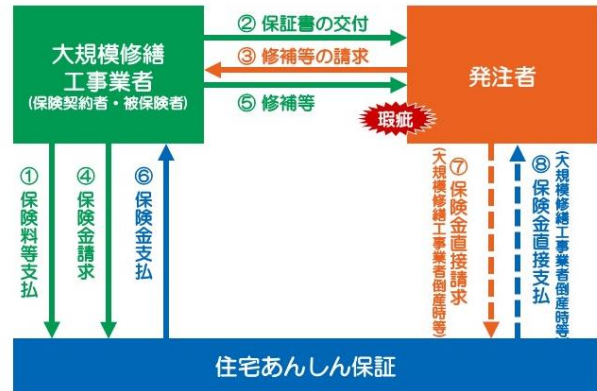 大規模修繕
工事業者
(保険契約者・被保険者)
② 保証書の交付
③ 修補等の請求
⑤ 修補等
発注者
瑕疵
① 保険料等支払
④ 保険金請求
⑥ 保険金支払
⑦ 保険金直接請求
(大規模修繕工事業者倒産時等)
⑧ 保険金直接支払
(大規模修繕工事業者倒産時等)
住宅あんしん保証